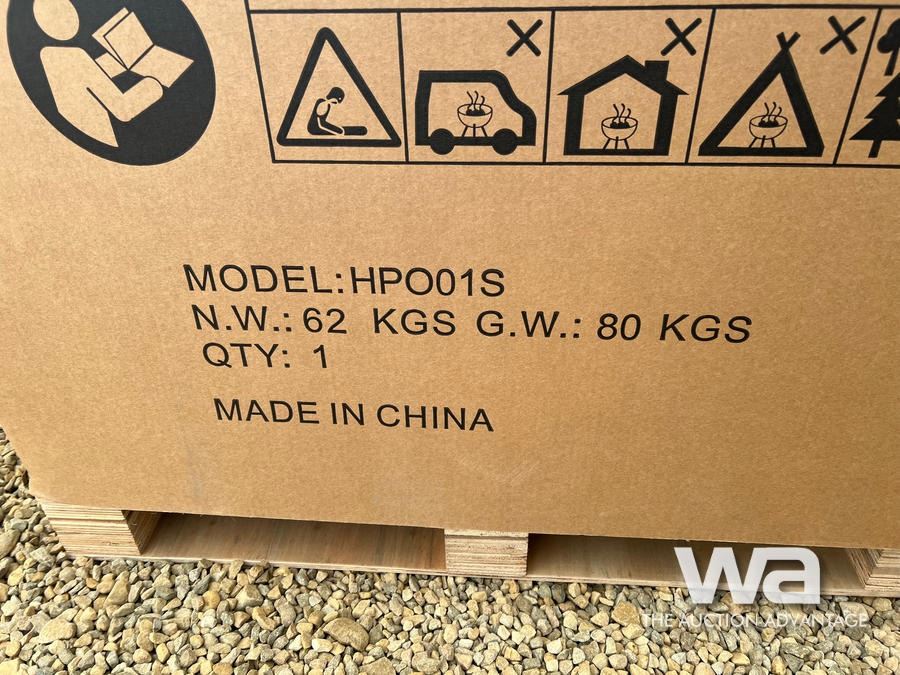 MODEL:HPO01S
N.W.: 62 KGS G.W.: 80 KGS
QTY: 1
MADE IN CHINA
wa
THE AUCTION ADVANTAGE